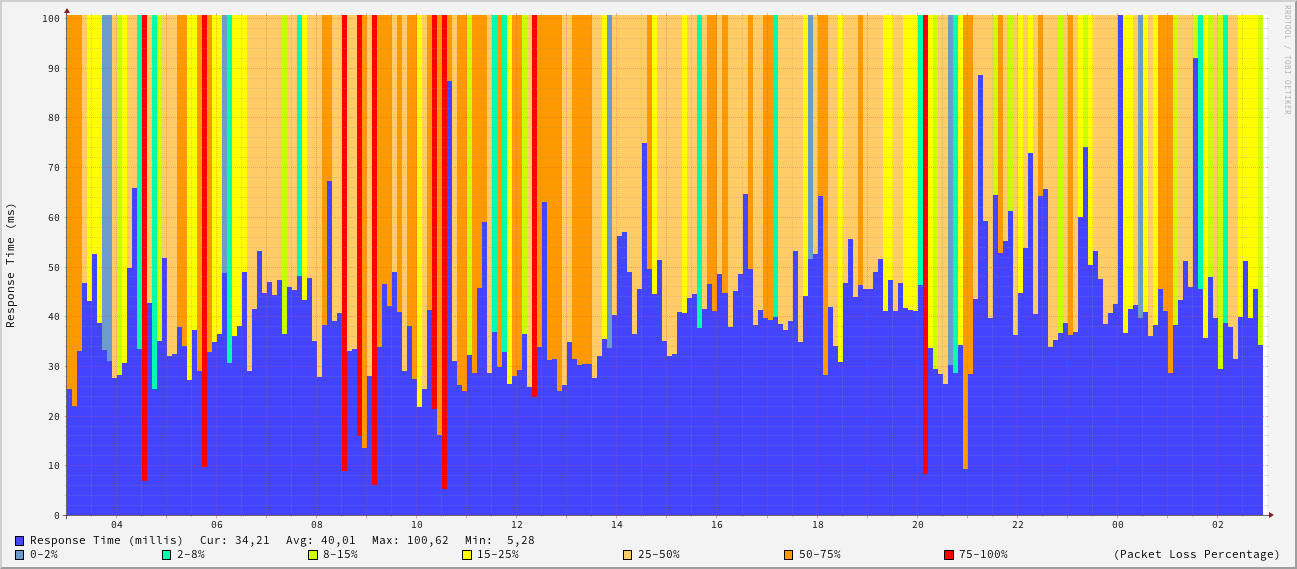 RRDTOOL / TOBI OETIKER
Response Time (ms)
100
90
80
70
60
50
40
30
20
10
0
04 06 08 10 12 14 16 18 20 22 00 02
Response Time (millis) Cur: 34,21 Avg: 40,01 Max: 100,62 Min: 5,28
0-2% 2-8% 8-15% 15-25% 25-50% 50-75% 75-100% (Packet Loss Percentage)